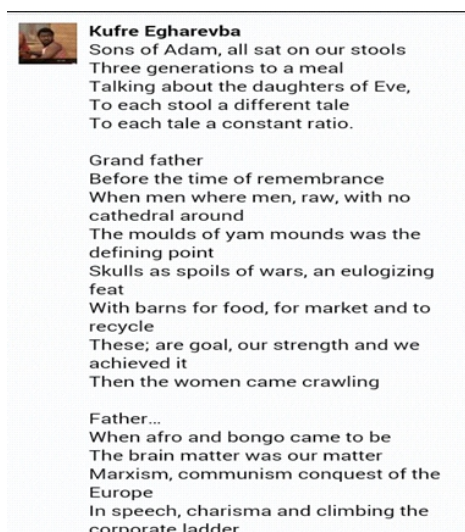 Kufre Egharevba
Sons of Adam, all sat on our stools
Three generations to a meal
Talking about the daughters of Eve,
To each stool a different tale
To each tale a constant ratio.
Grand father
Before the time of remembrance
When men where men, raw, with no
cathedral around
The moulds of yam mounds was the
defining point
Skulls as spoils of wars, an eulogizing
feat
With barns for food, for market and to
recycle
These; are goal, our strength and we
achieved it
Then the women came crawling
Father...
When afro and bongo came to be
The brain matter was our matter
Marxism, communism conquest of the
Europe
In speech, charisma and climbing the
corporate ladder